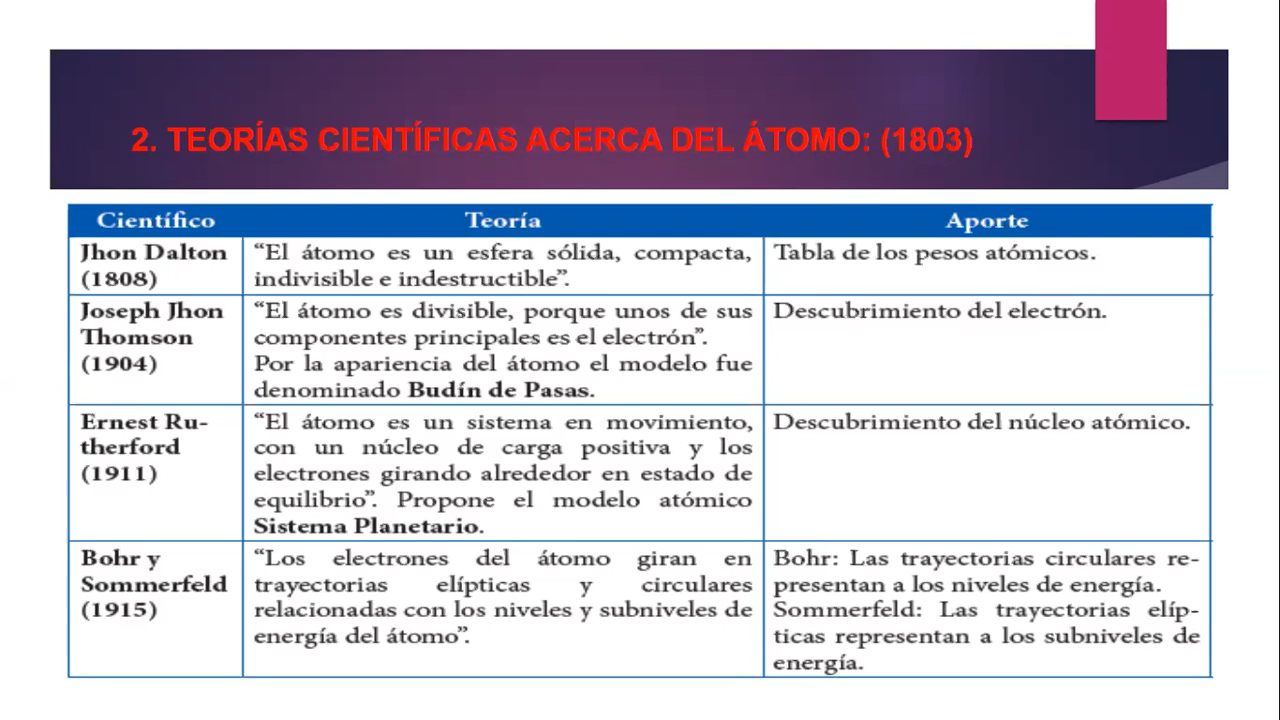 2. TEORÍAS CIENTÍFICAS ACERCA DEL ÁTOMO: (1803)
Científico Teoría Aporte
Jhon Dalton
(1808)
“El átomo es un esfera sólida, compacta,
indivisible e indestructible”.
Tabla de los pesos atómicos.
Joseph Jhon
Thomson
(1904)
“El átomo es divisible, porque unos de sus
componentes principales es el electrón”.
Por la apariencia del átomo el modelo fue
denominado Budín de Pasas.
Descubrimiento del electrón.
Ernest Ru-
therford
(1911)
“El átomo es un sistema en movimiento,
con un núcleo de carga positiva y los
electrones girando alrededor en estado de
equilibrio”. Propone el modelo atómico
Sistema Planetario.
Descubrimiento del núcleo atómico.
Bohr y
Sommerfeld
(1915)
“Los electrones del átomo giran en
trayectorias elípticas y circulares
relacionadas con los niveles y subniveles de
energía del átomo”.
Bohr: Las trayectorias circulares re-
presentan a los niveles de energía.
Sommerfeld: Las trayectorias elíp-
ticas representan a los subniveles de
energía.